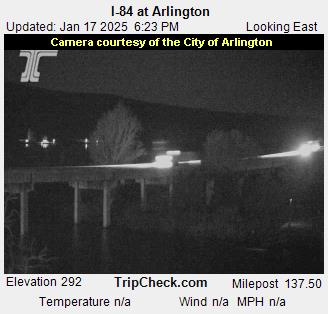 I-84 at Arlington
Updated: Jan 17 2025 6:23 PM Looking East
Camera courtesy of the City of Arlington
Elevation 292 TripCheck.com Milepost 137.50
Temperature n/a Wind n/a MPH n/a